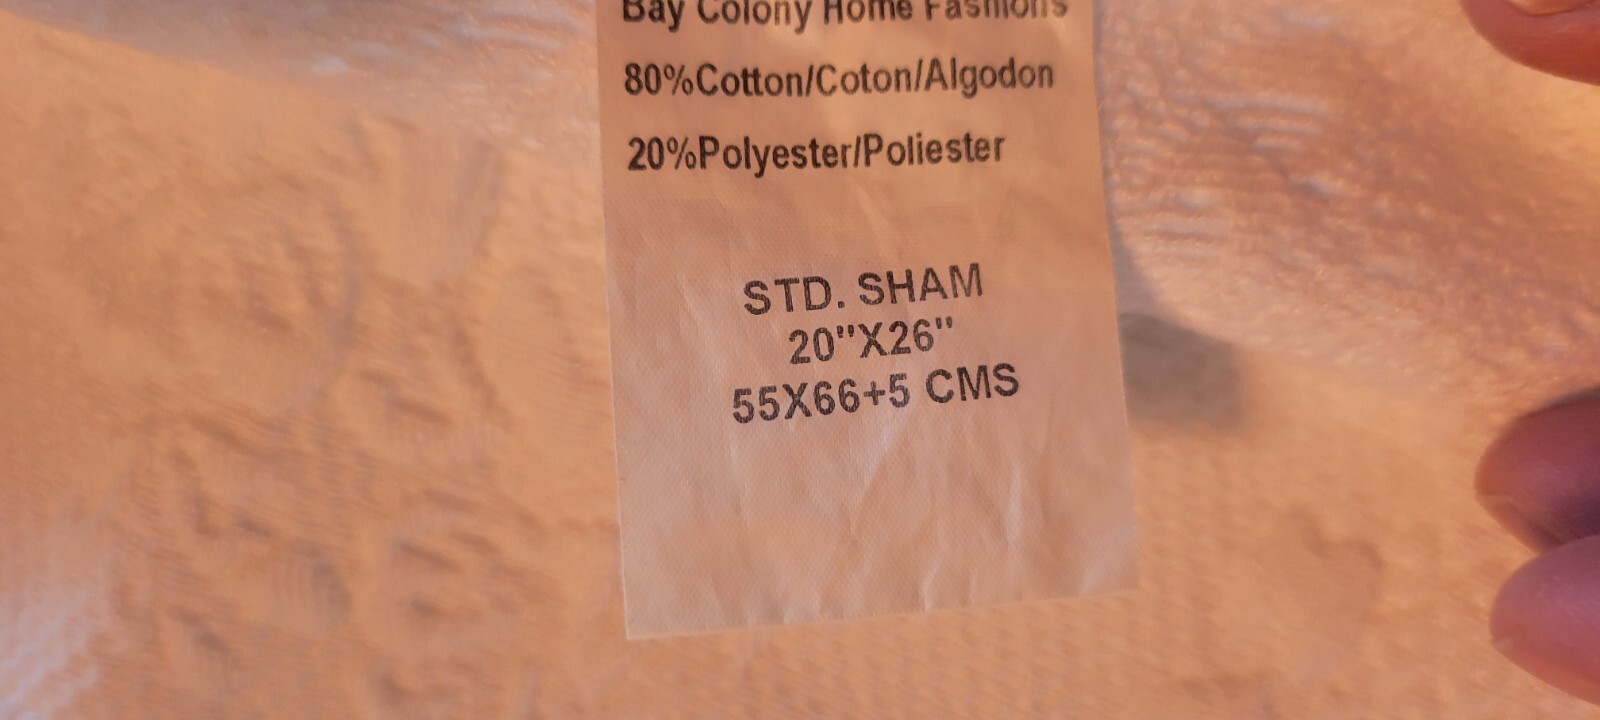 Bay Colony Home Fashions
80%Cotton/Coton/Algodon
20%Polyester/Poliester
STD. SHAM
20"X26"
55X66+5 CMS